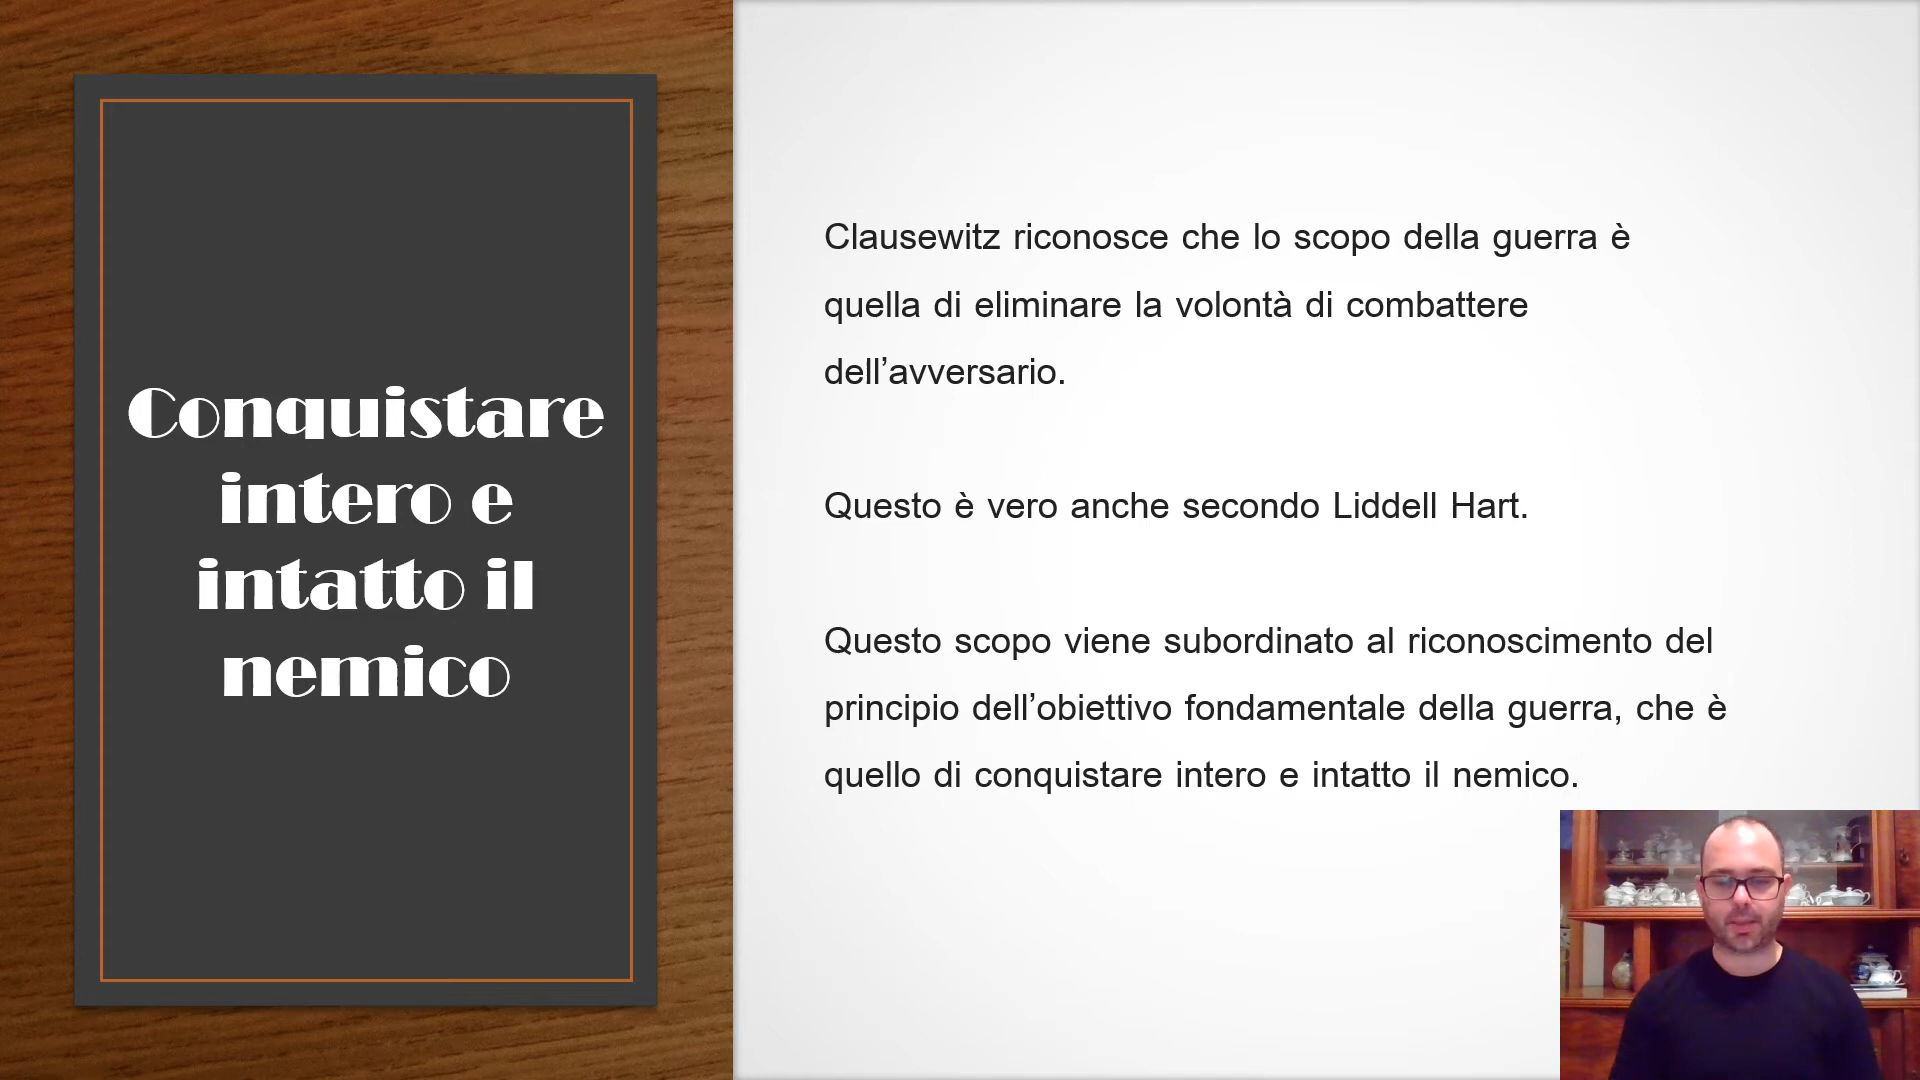 Conquistare
intero e
intatto il
nemico
Clausewitz riconosce che lo scopo della guerra è
quella di eliminare la volontà di combattere
dell’avversario.
Questo è vero anche secondo Liddell Hart.
Questo scopo viene subordinato al riconoscimento del
principio dell’obiettivo fondamentale della guerra, che è
quello di conquistare intero e intatto il nemico.